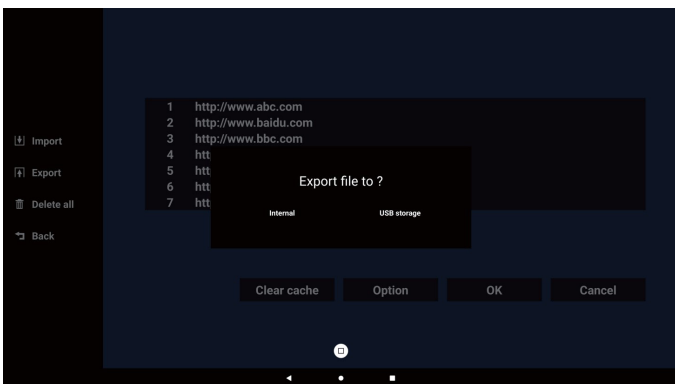 1 http://www.abc.com
2 http://www.baidu.com
3 http://www.bbc.com
4 htt
5 htt
6 htt
7 htt
Import
Export
Delete all
Back
Export file to ?
Internal USB storage
Clear cache Option OK Cancel